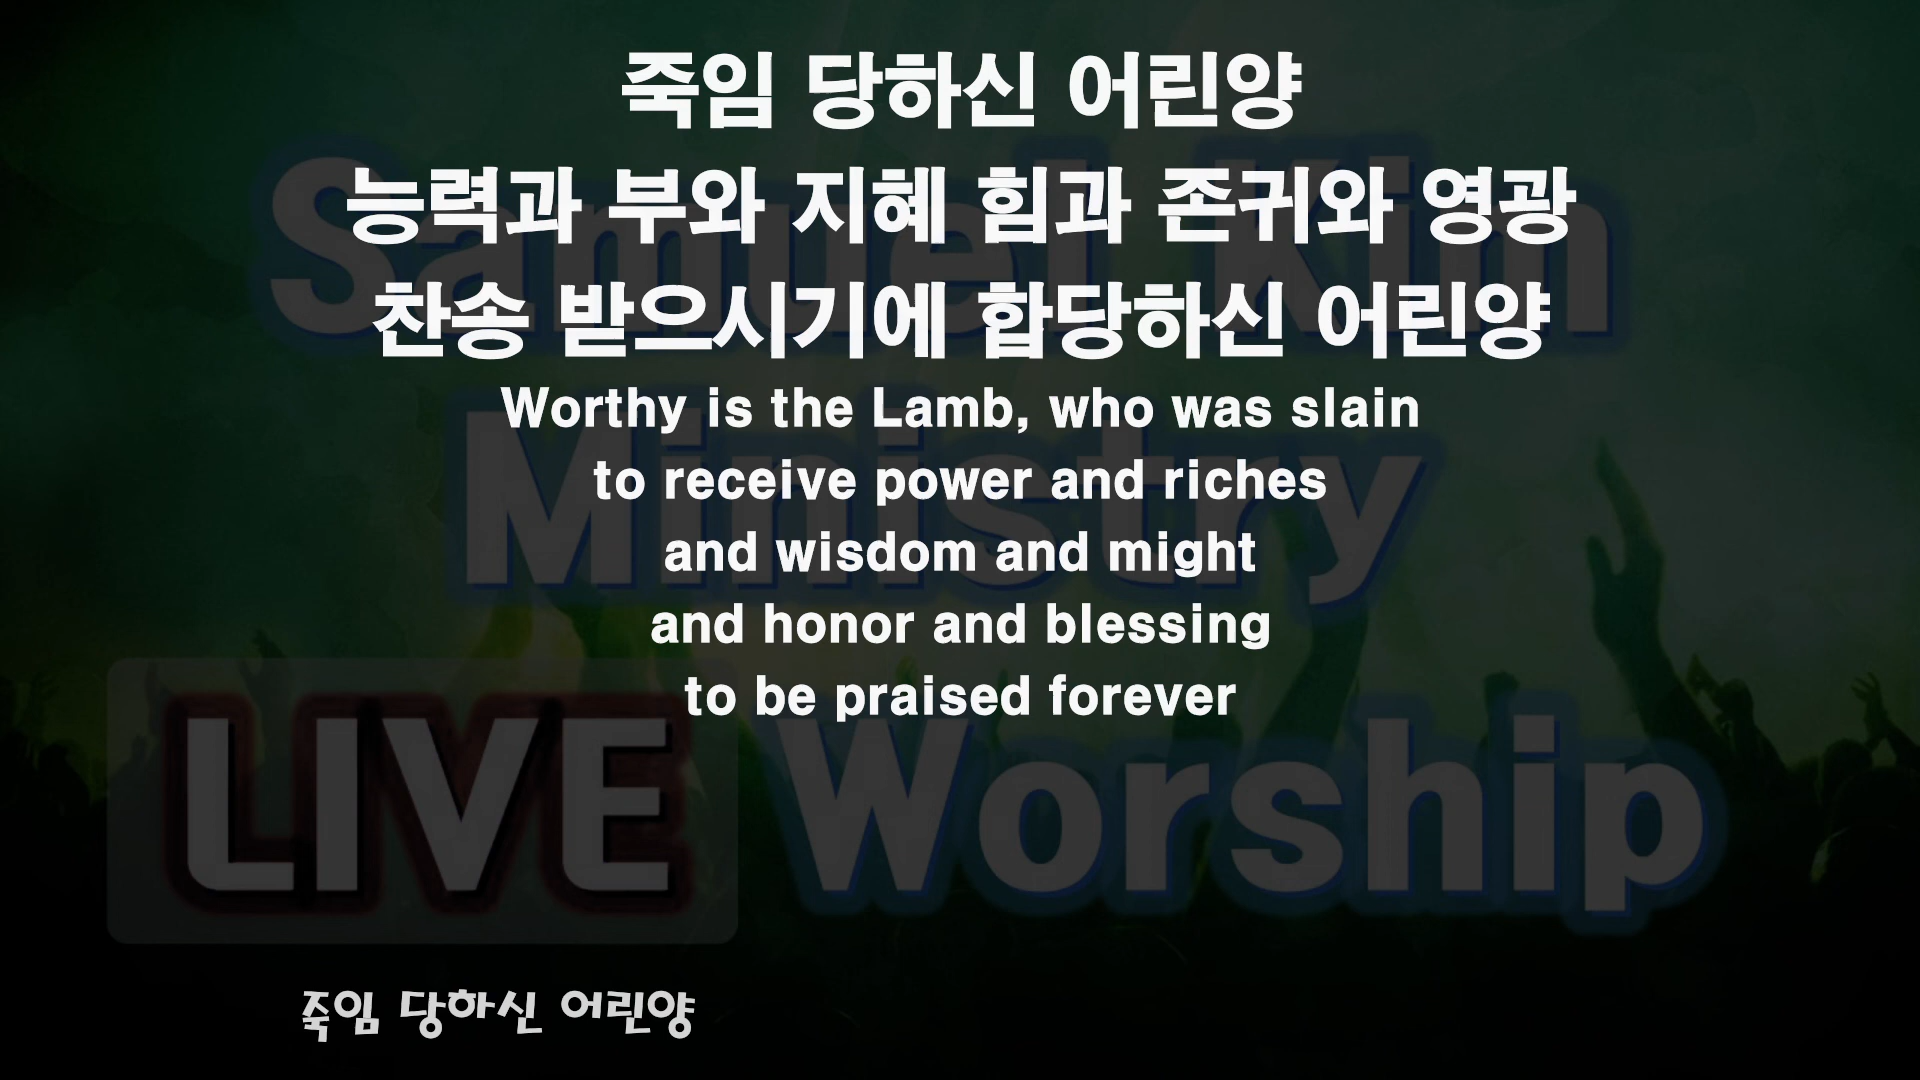 죽임 당하신 어린양
능력과 부와 지혜 힘과 존귀와 영광
찬송 받으시기에 합당하신 어린양
Worthy is the Lamb, who was slain
to receive power and riches
and wisdom and might
and honor and blessing
to be praised forever
Samuel Kim
Ministry
LIVE Worship
죽임 당하신 어린양